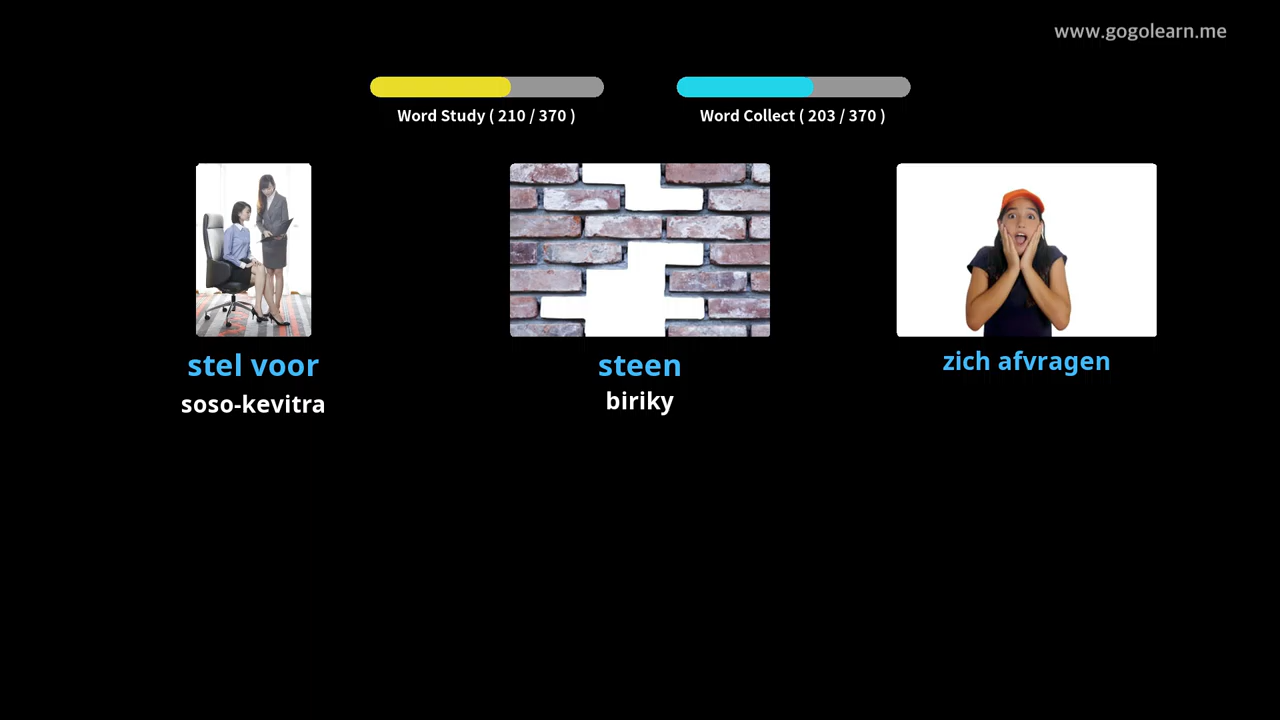 www.gogolearn.me
Word Study ( 210 / 370 )
Word Collect ( 203 / 370 )
stel voor
steen
zich afvragen
soso-kevitra
biriky